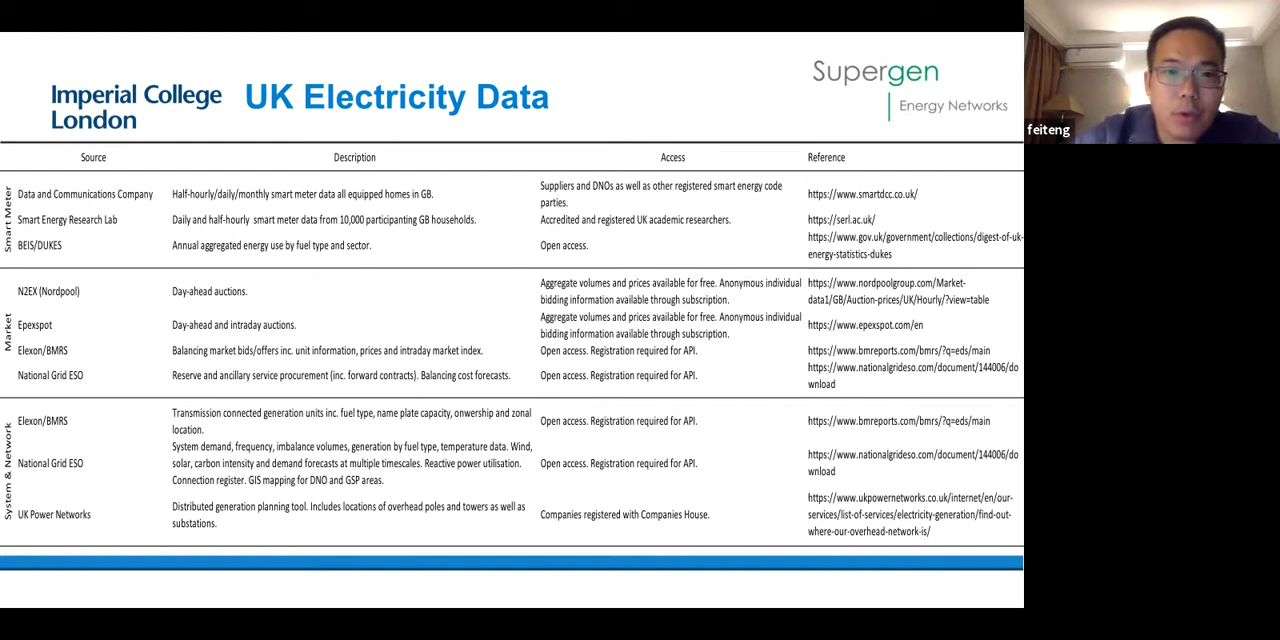 Imperial College
London
UK Electricity Data
Supergen
Energy Networks
feiteng
Source
Description
Access
Reference
Smart Meter
Data and Communications Company
Half-hourly/daily/monthly smart meter data all equipped homes in GB.
Suppliers and DNOs as well as other registered smart energy code
parties.
https://www.smartdcc.co.uk/
Smart Energy Research Lab
Daily and half-hourly smart meter data from 10,000 participanting GB households.
Accredited and registered UK academic researchers.
https://serl.ac.uk/
BEIS/DUKES
Annual aggregated energy use by fuel type and sector.
Open access.
https://www.gov.uk/government/collections/digest-of-uk-
energy-statistics-dukes
Market
N2EX (Nordpool)
Day-ahead auctions.
Aggregate volumes and prices available for free. Anonymous individual
bidding information available through subscription.
https://www.nordpoolgroup.com/Market-
data1/GB/Auction-prices/UK/Hourly/?view=table
Epexspot
Day-ahead and intraday auctions.
Aggregate volumes and prices available for free. Anonymous individual
bidding information available through subscription.
https://www.epexspot.com/en
Elexon/BMRS
Balancing market bids/offers inc. unit information, prices and intraday market index.
Open access. Registration required for API.
https://www.bmreports.com/bmrs/?q=eds/main
National Grid ESO
Reserve and ancillary service procurement (inc. forward contracts). Balancing cost forecasts.
Open access. Registration required for API.
https://www.nationalgrideso.com/document/144006/do
wnload
System & Network
Elexon/BMRS
Transmission connected generation units inc. fuel type, name plate capacity, onwership and zonal
location.
Open access. Registration required for API.
https://www.bmreports.com/bmrs/?q=eds/main
National Grid ESO
System demand, frequency, imbalance volumes, generation by fuel type, temperature data. Wind,
solar, carbon intensity and demand forecasts at multiple timescales. Reactive power utilisation.
Connection register. GIS mapping for DNO and GSP areas.
Open access. Registration required for API.
https://www.nationalgrideso.com/document/144006/do
wnload
UK Power Networks
Distributed generation planning tool. Includes locations of overhead poles and towers as well as
substations.
Companies registered with Companies House.
https://www.ukpowernetworks.co.uk/internet/en/our-
services/list-of-services/electricity-generation/find-out-
where-our-overhead-network-is/